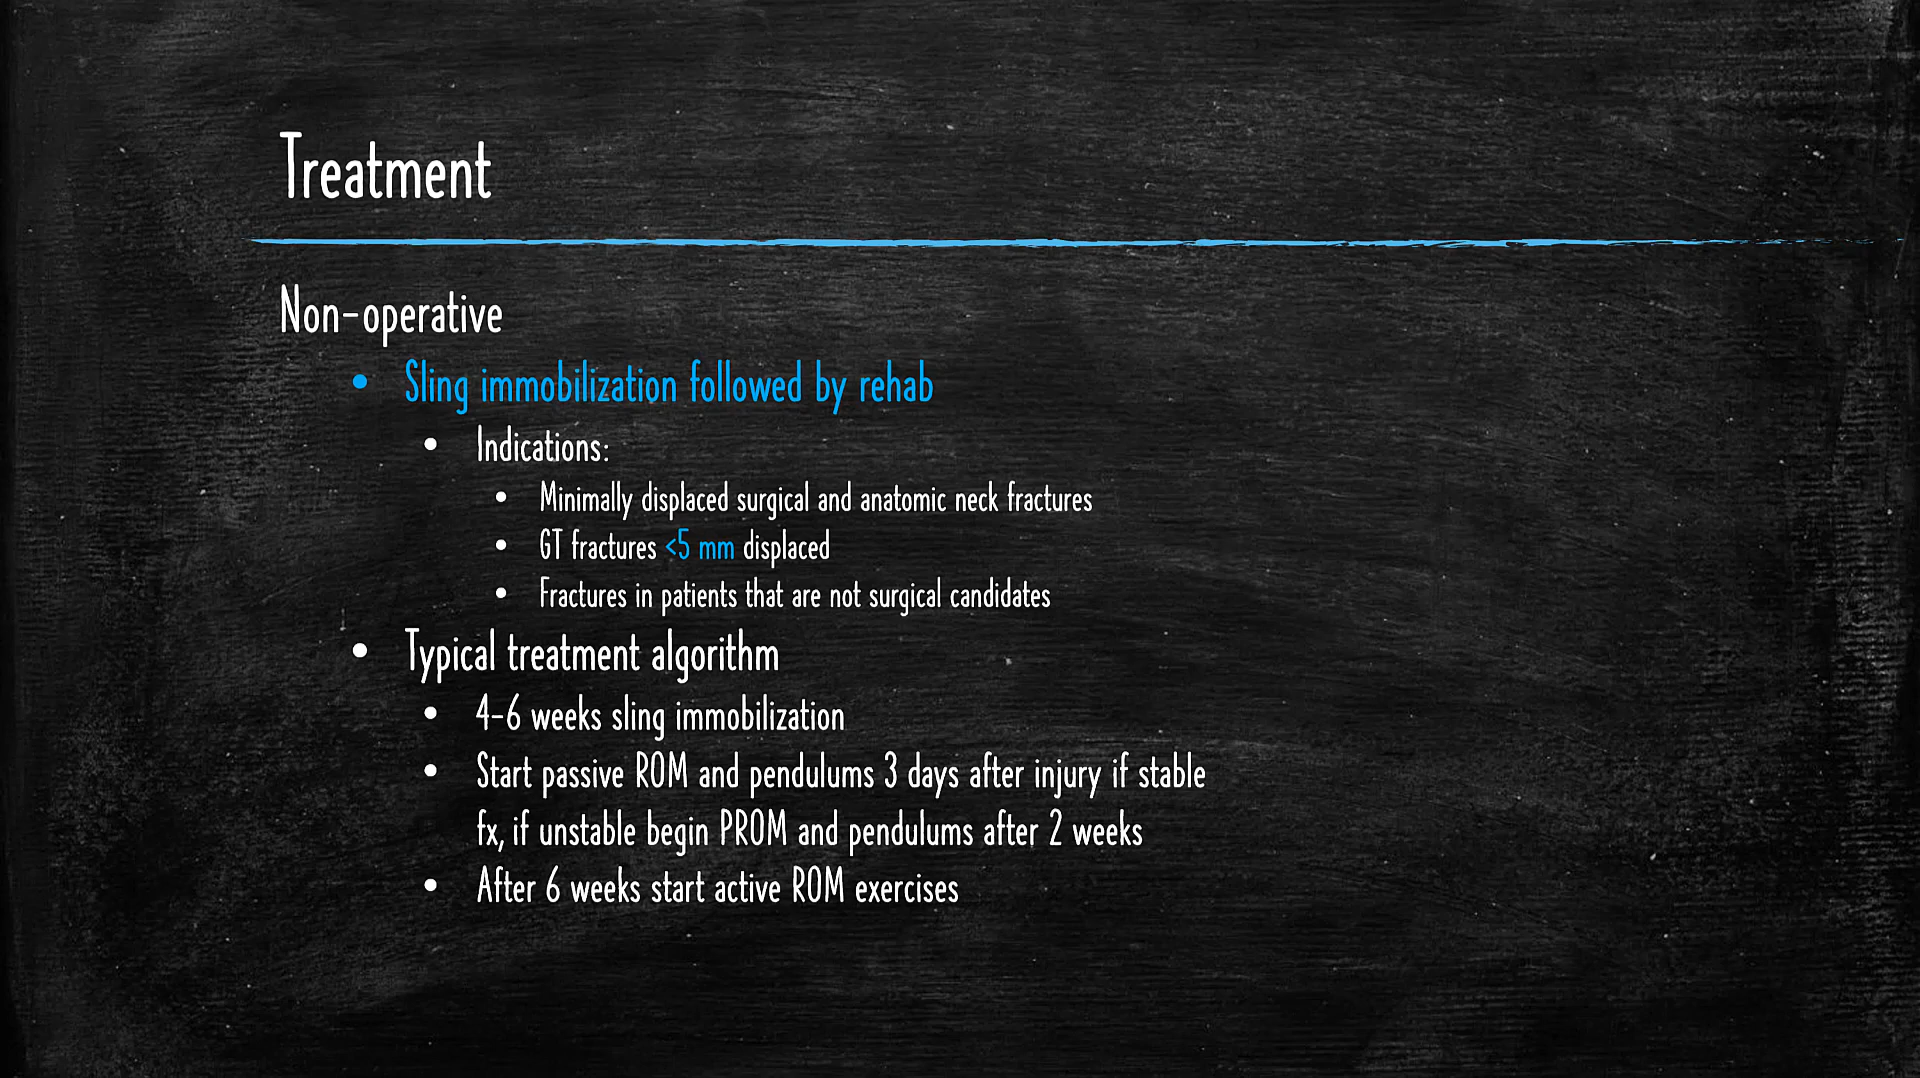 Treatment
Non-operative
• Sling immobilization followed by rehab
• Indications:
• Minimally displaced surgical and anatomic neck fractures
• GT fractures <5 mm displaced
• Fractures in patients that are not surgical candidates
• Typical treatment algorithm
• 4-6 weeks sling immobilization
• Start passive ROM and pendulums 3 days after injury if stable
fx, if unstable begin PROM and pendulums after 2 weeks
• After 6 weeks start active ROM exercises